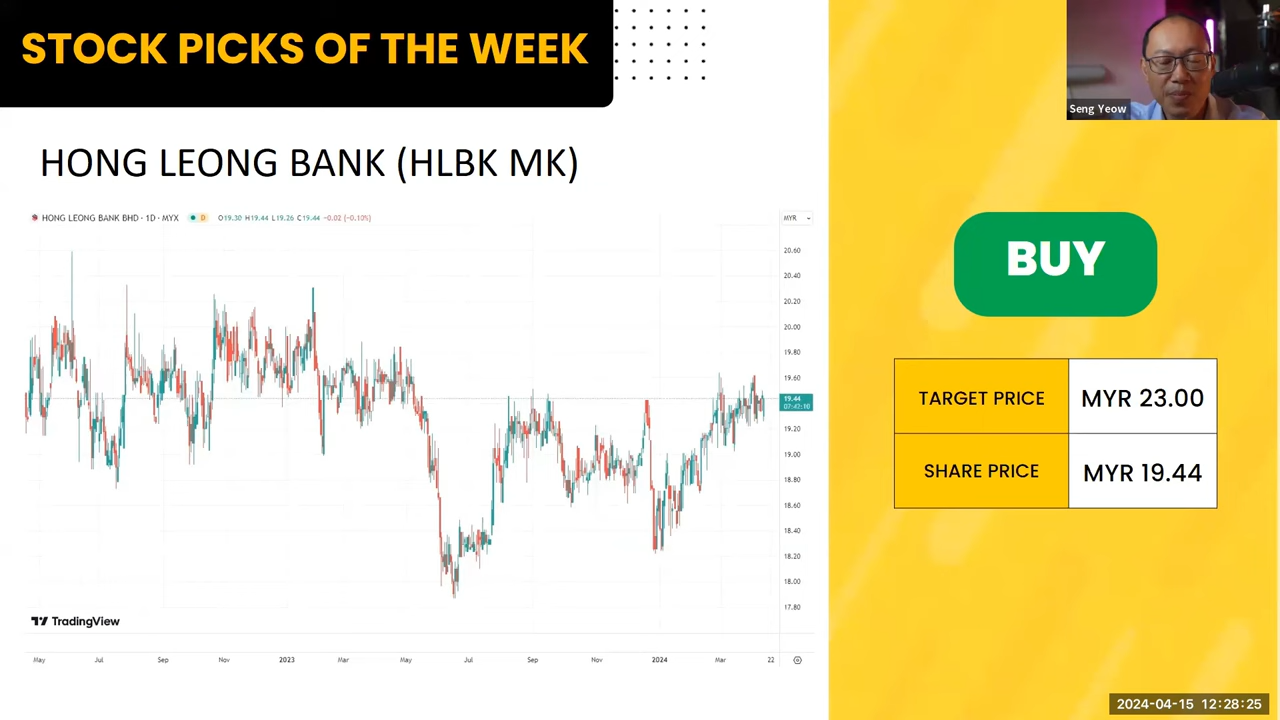 STOCK PICKS OF THE WEEK
Seng Yeow
HONG LEONG BANK (HLBK MK)
HONG LEONG BANK BHD · 1D · MYX D O19.30 H19.44 L19.26 C19.44 −0.02 (−0.10%) MYR
20.60
20.40
20.20
20.00
19.80
19.60
19.44
07:42:10
19.20
19.00
18.80
18.60
18.40
18.20
18.00
17.80
TradingView
May Jul Sep Nov 2023 Mar May Jul Sep Nov 2024 Mar 22
BUY
TARGET PRICE MYR 23.00
SHARE PRICE MYR 19.44
2024-04-15 12:28:25